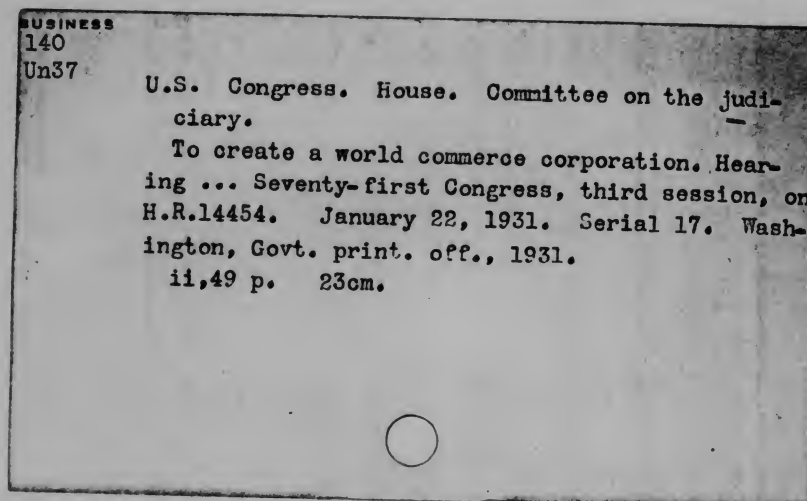 BUSINESS
140
Un37
U.S. Congress. House. Committee on the judi-
ciary.
To create a world commerce corporation. Hear-
ing ... Seventy-first Congress, third session, on
H.R.14454. January 22, 1931. Serial 17. Wash-
ington, Govt. print. off., 1931.
ii,49 p. 23cm.